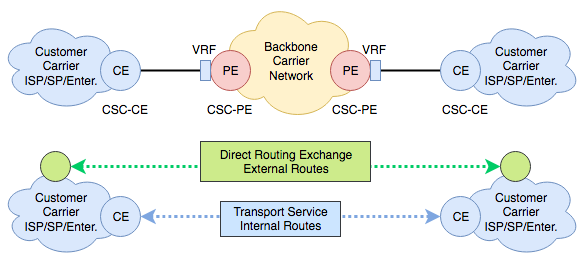 Customer
Carrier
ISP/SP/Enter.
CE
CSC-CE
VRF
PE
CSC-PE
Backbone
Carrier
Network
VRF
PE
CSC-PE
CE
CSC-CE
Customer
Carrier
ISP/SP/Enter.
Direct Routing Exchange
External Routes
Customer
Carrier
ISP/SP/Enter.
CE
Transport Service
Internal Routes
CE
Customer
Carrier
ISP/SP/Enter.